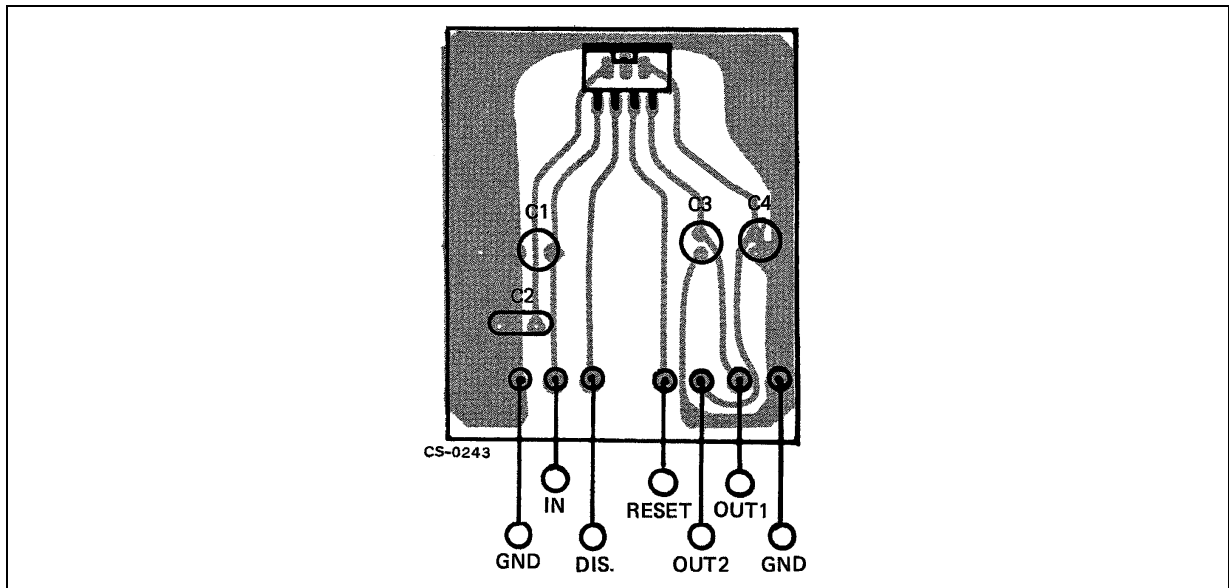 C1
C3
C4
C2
CS-0243
IN
RESET
OUT1
GND
DIS.
OUT2
GND